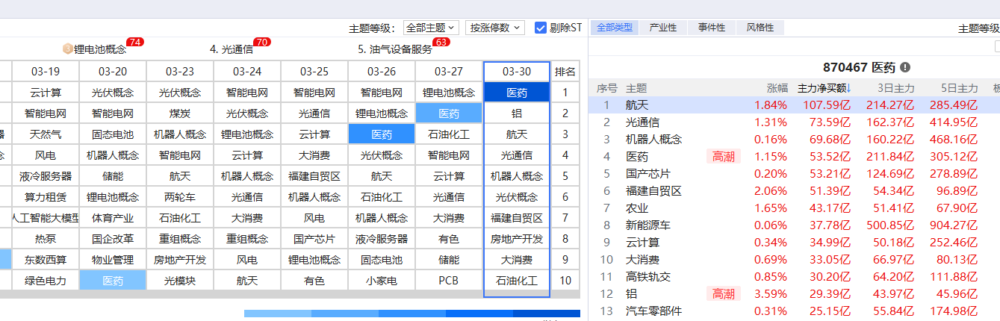 主题等级： 全部主题 按涨停数 剔除ST
3 锂电池概念 74 4. 光通信 70 5. 油气设备服务 63
03-19 03-20 03-23 03-24 03-25 03-26 03-27 03-30 排名
云计算 光伏概念 光伏概念 智能电网 智能电网 智能电网 锂电池概念 医药 1
智能电网 智能电网 煤炭 光伏概念 光通信 锂电池概念 医药 铝 2
天然气 固态电池 机器人概念 锂电池概念 云计算 医药 石油化工 航天 3
风电 机器人概念 智能电网 云计算 大消费 光伏概念 智能电网 光通信 4
液冷服务器 储能 航天 机器人概念 福建自贸区 航天 云计算 机器人概念 5
算力租赁 锂电池概念 两轮车 光通信 机器人概念 石油化工 光通信 光伏概念 6
人工智能大模型 体育产业 石油化工 大消费 风电 机器人概念 大消费 福建自贸区 7
热泵 国企改革 重组概念 重组概念 国产芯片 液冷服务器 有色 房地产开发 8
东数西算 物业管理 房地产开发 风电 锂电池概念 固态电池 储能 大消费 9
绿色电力 医药 光模块 航天 有色 小家电 PCB 石油化工 10
全部类型 产业性 事件性 风格性 主题等级
870467 医药
序号 主题 涨幅 主力净买额↓ 3日主力 5日主力
1 航天 1.84% 107.59亿 214.27亿 285.49亿
2 光通信 1.31% 73.59亿 162.37亿 414.95亿
3 机器人概念 0.16% 69.68亿 160.22亿 468.16亿
4 医药 高潮 1.15% 53.52亿 211.84亿 305.12亿
5 国产芯片 0.20% 53.21亿 124.69亿 278.89亿
6 福建自贸区 2.06% 51.39亿 54.34亿 96.89亿
7 农业 1.65% 43.17亿 51.41亿 67.90亿
8 新能源车 0.06% 37.78亿 500.85亿 904.27亿
9 云计算 0.34% 34.99亿 50.18亿 252.46亿
10 大消费 0.69% 33.05亿 66.97亿 80.13亿
11 高铁轨交 0.85% 30.20亿 64.20亿 111.88亿
12 铝 高潮 3.59% 29.39亿 43.97亿 45.96亿
13 汽车零部件 0.31% 25.15亿 55.84亿 174.98亿